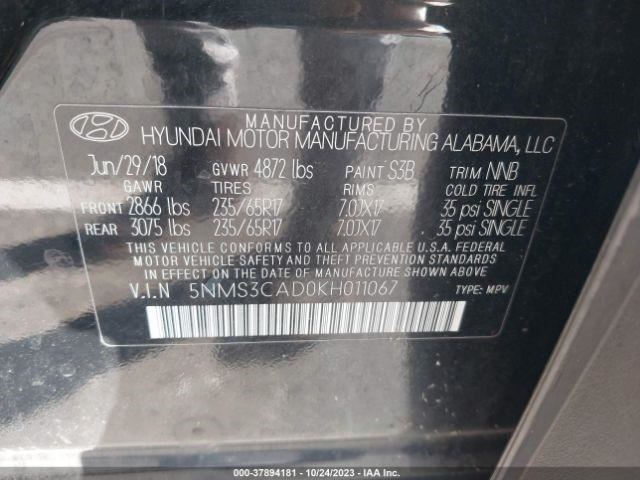 MANUFACTURED BY
HYUNDAI MOTOR MANUFACTURING ALABAMA, LLC
Jun/29/18 GVWR 4872 lbs PAINT S3B TRIM NNB
GAWR TIRES RIMS COLD TIRE INFL
FRONT 2866 lbs 235/65R17 7.0JX17 35 psi SINGLE
REAR 3075 lbs 235/65R17 7.0JX17 35 psi SINGLE
THIS VEHICLE CONFORMS TO ALL APPLICABLE U.S.A. FEDERAL
MOTOR VEHICLE SAFETY AND THEFT PREVENTION STANDARDS
IN EFFECT ON THE DATE OF MANUFACTURE SHOWN ABOVE.
V.I.N 5NMS3CAD0KH011067 TYPE: MPV
000-37894181 - 10/24/2023 - IAA Inc.